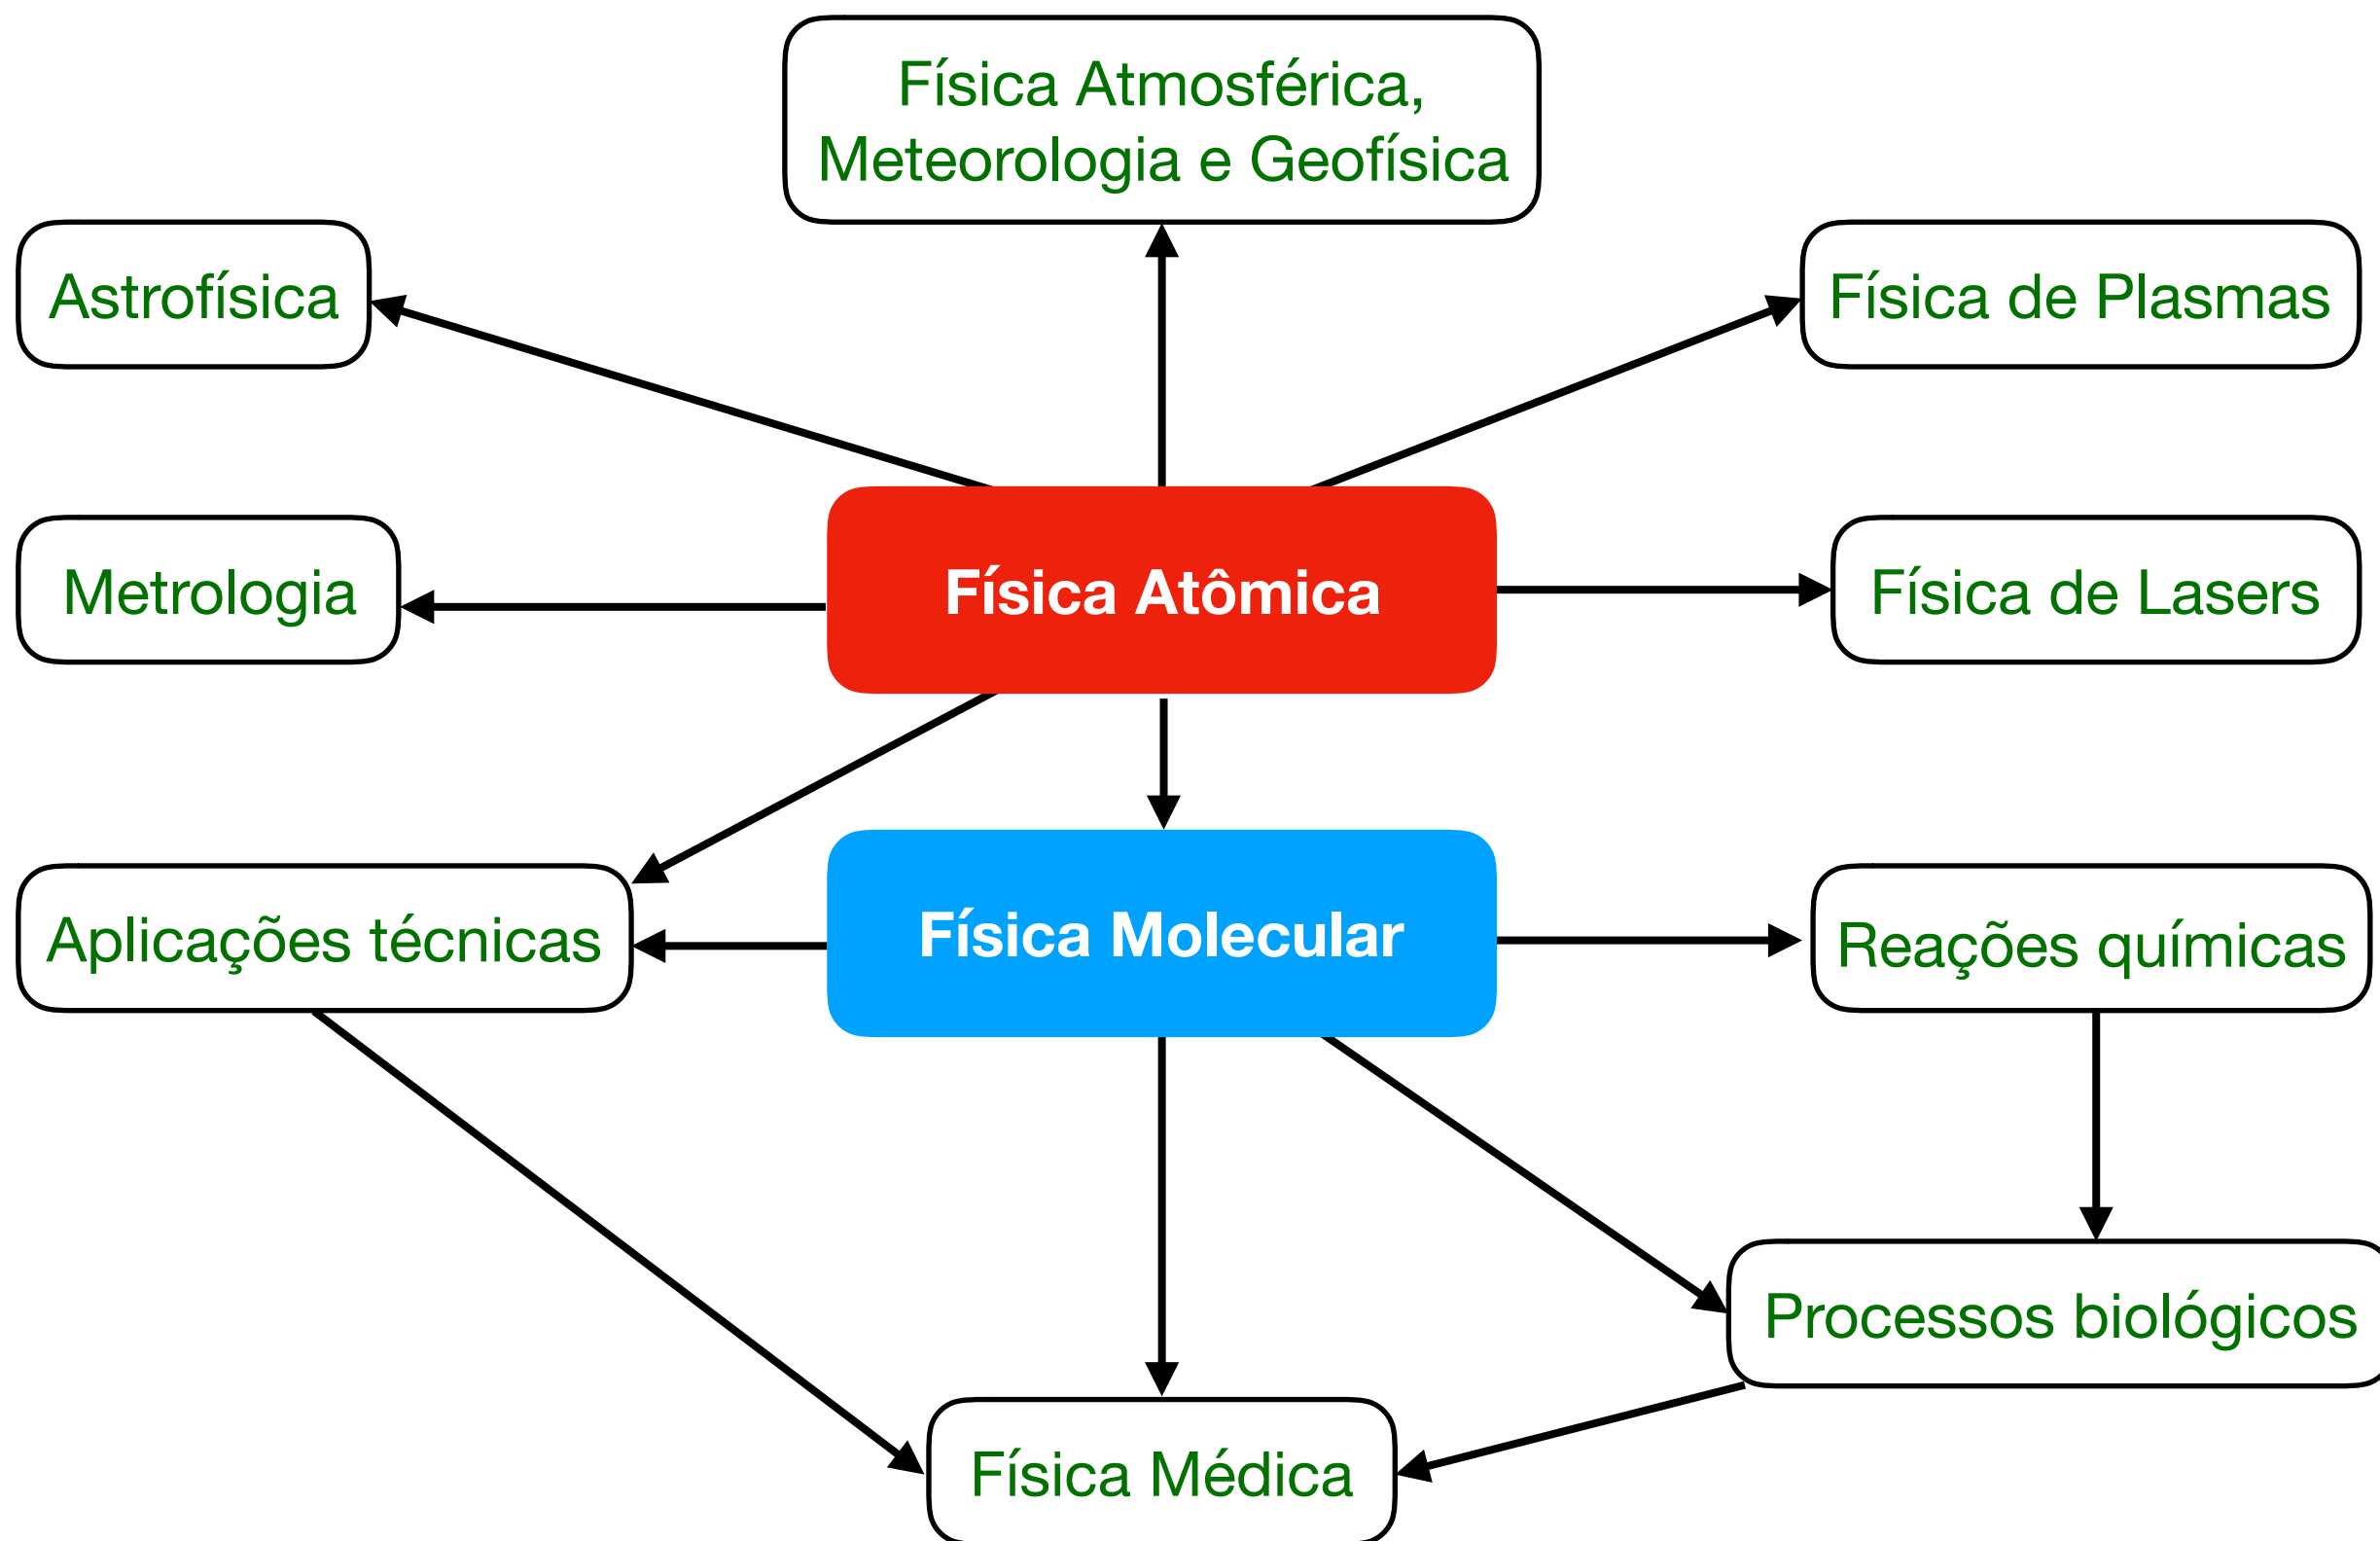 Física Atmosférica,
Meteorologia e Geofísica
Astrofísica
Física de Plasmas
Metrologia
Física Atômica
Física de Lasers
Aplicações técnicas
Física Molecular
Reações químicas
Processos biológicos
Física Médica